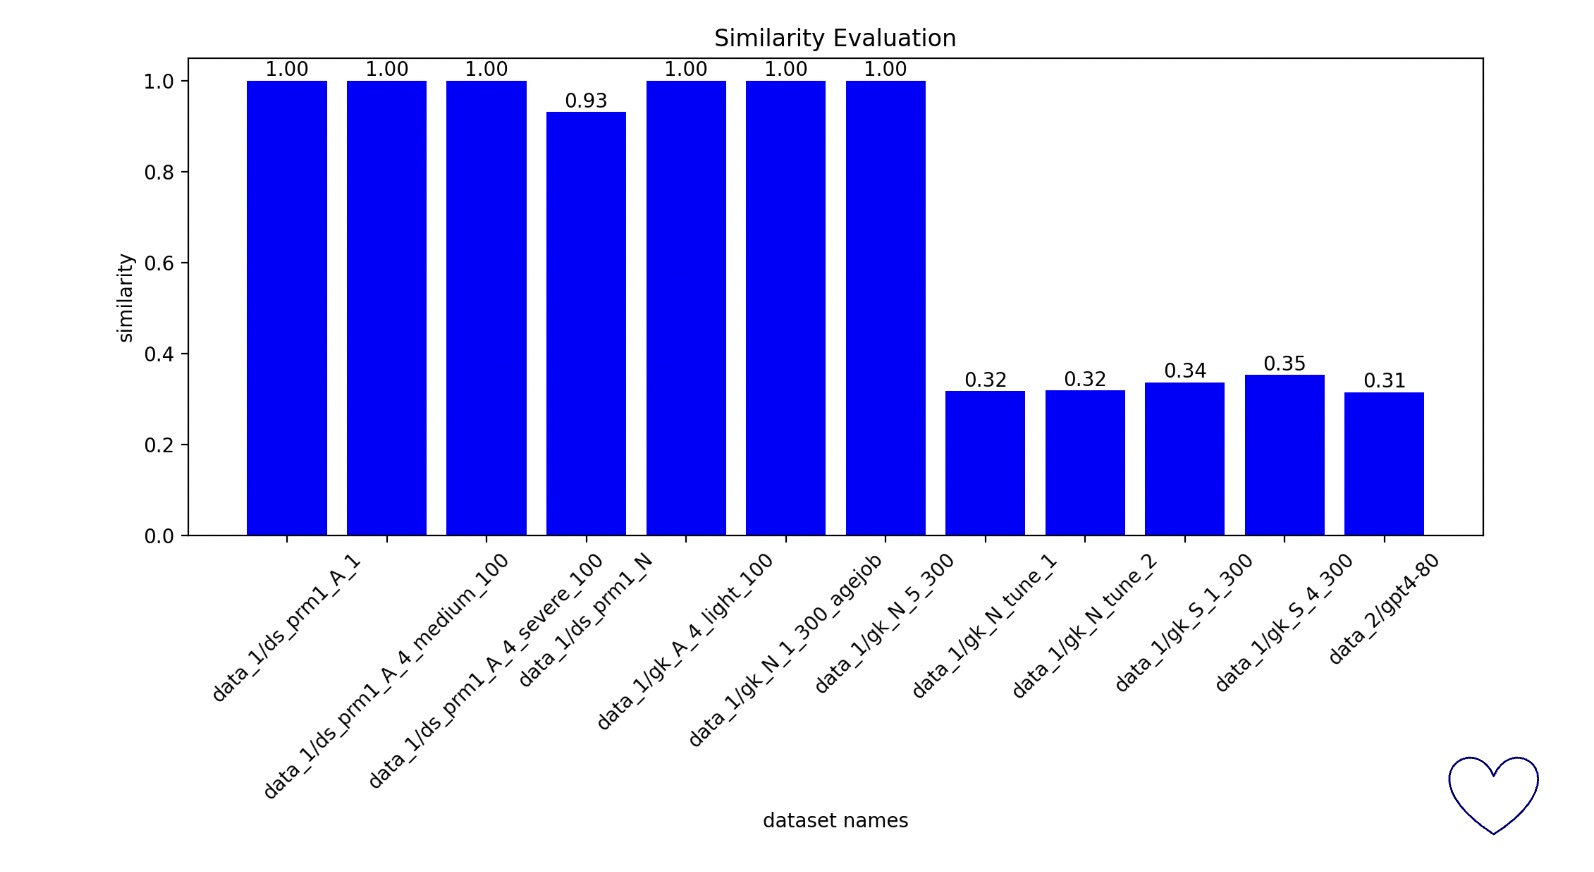 Similarity Evaluation
1.00 1.00 1.00 0.93 1.00 1.00 1.00 0.32 0.32 0.34 0.35 0.31
similarity
1.0
0.8
0.6
0.4
0.2
0.0
data_1/ds_prm1_A_1
data_1/ds_prm1_A_4_medium_100
data_1/ds_prm1_A_4_severe_100
data_1/ds_prm1_N
data_1/gk_A_4_light_100
data_1/gk_N_1_300_agejob
data_1/gk_N_5_300
data_1/gk_N_tune_1
data_1/gk_N_tune_2
data_1/gk_S_1_300
data_1/gk_S_4_300
data_2/gpt4-80
dataset names